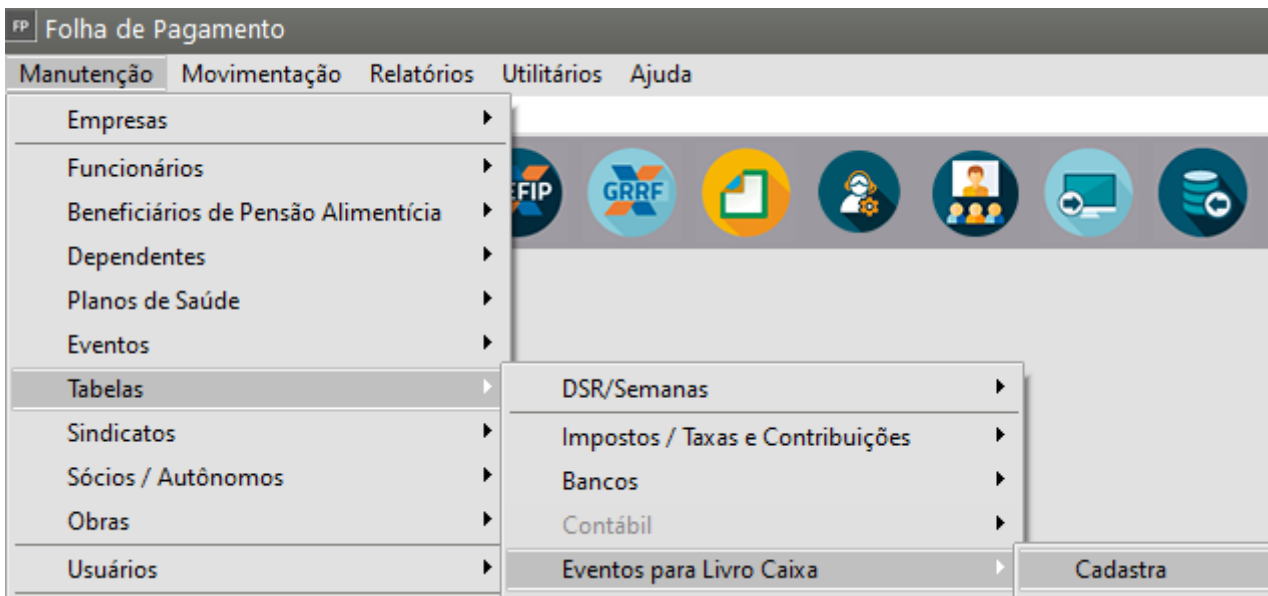 FP Folha de Pagamento
Manutenção Movimentação Relatórios Utilitários Ajuda
Empresas
Funcionários
Beneficiários de Pensão Alimentícia
Dependentes
Planos de Saúde
Eventos
Tabelas
Sindicatos
Sócios / Autônomos
Obras
Usuários
EFIP GRRF
DSR/Semanas
Impostos / Taxas e Contribuições
Bancos
Contábil
Eventos para Livro Caixa
Cadastra